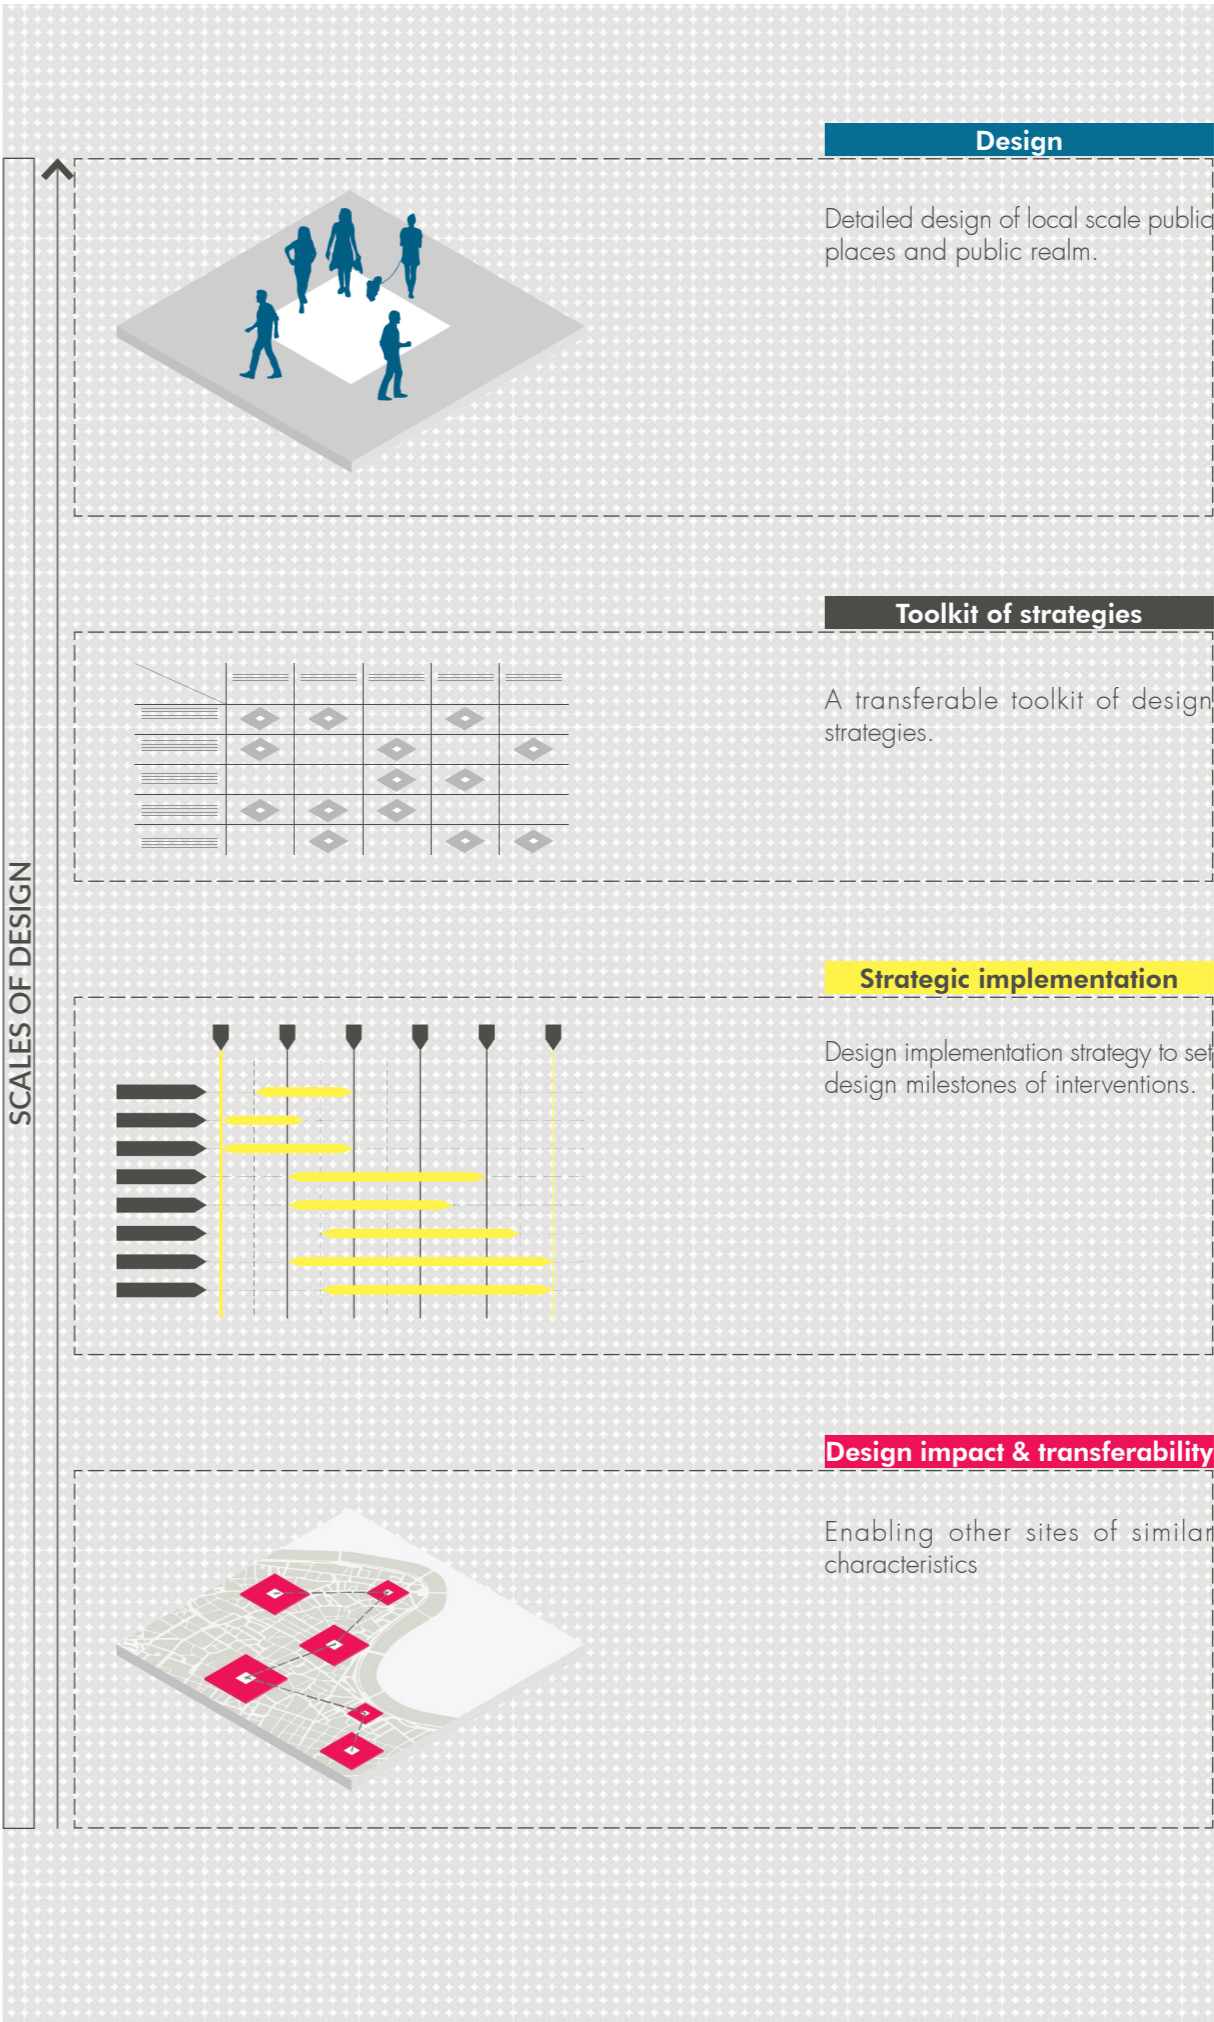 SCALES OF DESIGN
Design
Detailed design of local scale public
places and public realm.
Toolkit of strategies
A transferable toolkit of design
strategies.
Strategic implementation
Design implementation strategy to set
design milestones of interventions.
Design impact & transferability
Enabling other sites of similar
characteristics